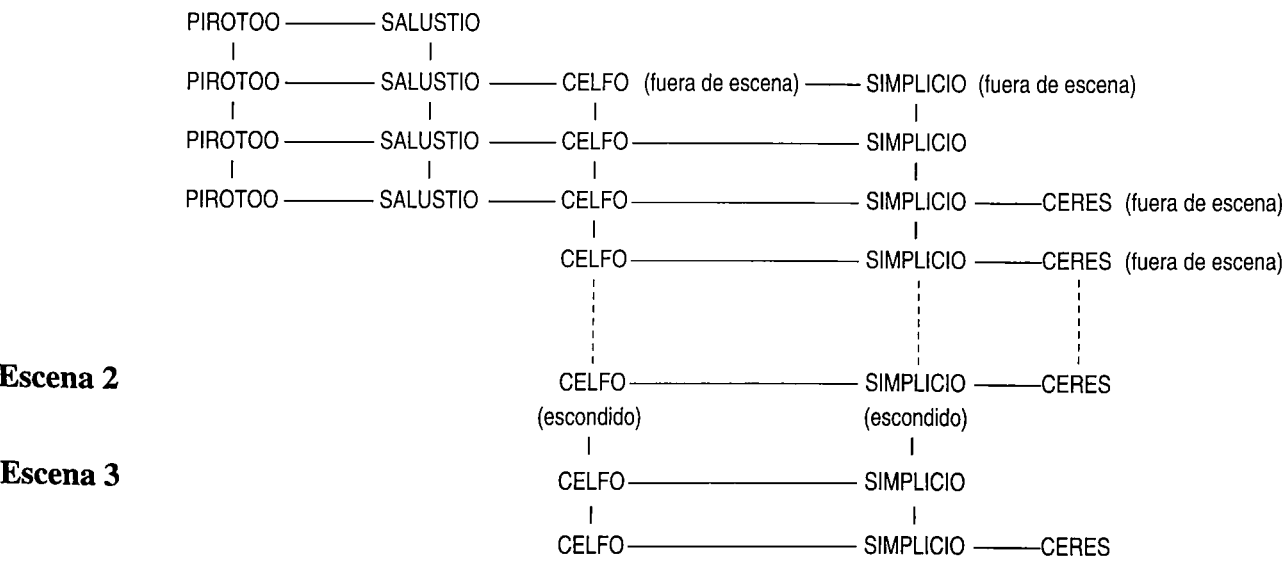 PIROTOO SALUSTIO
PIROTOO SALUSTIO CELFO (fuera de escena) SIMPLICIO (fuera de escena)
PIROTOO SALUSTIO CELFO SIMPLICIO
PIROTOO SALUSTIO CELFO SIMPLICIO CERES (fuera de escena)
CELFO SIMPLICIO CERES (fuera de escena)
Escena 2 CELFO SIMPLICIO CERES
(escondido) (escondido)
Escena 3 CELFO SIMPLICIO
CELFO SIMPLICIO CERES